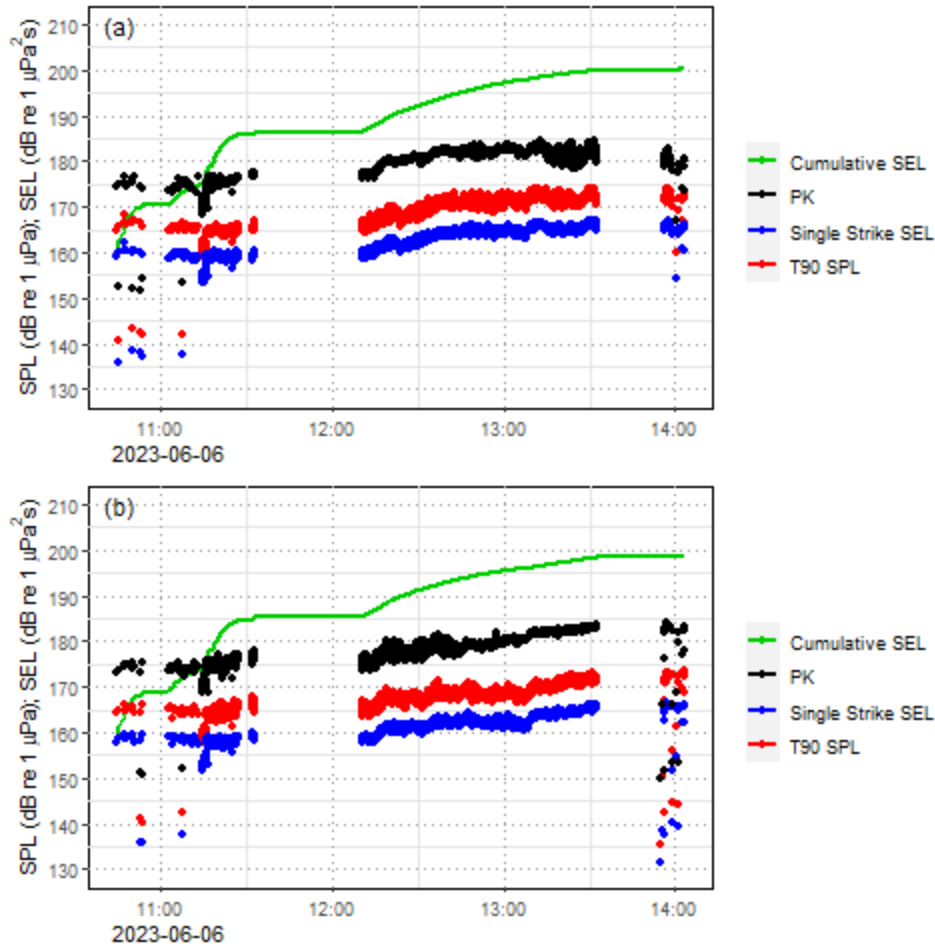 (a)
SPL (dB re 1 µPa); SEL (dB re 1 µPa²s)
210
200
190
180
170
160
150
140
130
11:00 12:00 13:00 14:00
2023-06-06
Cumulative SEL
PK
Single Strike SEL
T90 SPL
(b)
SPL (dB re 1 µPa); SEL (dB re 1 µPa²s)
210
200
190
180
170
160
150
140
130
11:00 12:00 13:00 14:00
2023-06-06
Cumulative SEL
PK
Single Strike SEL
T90 SPL